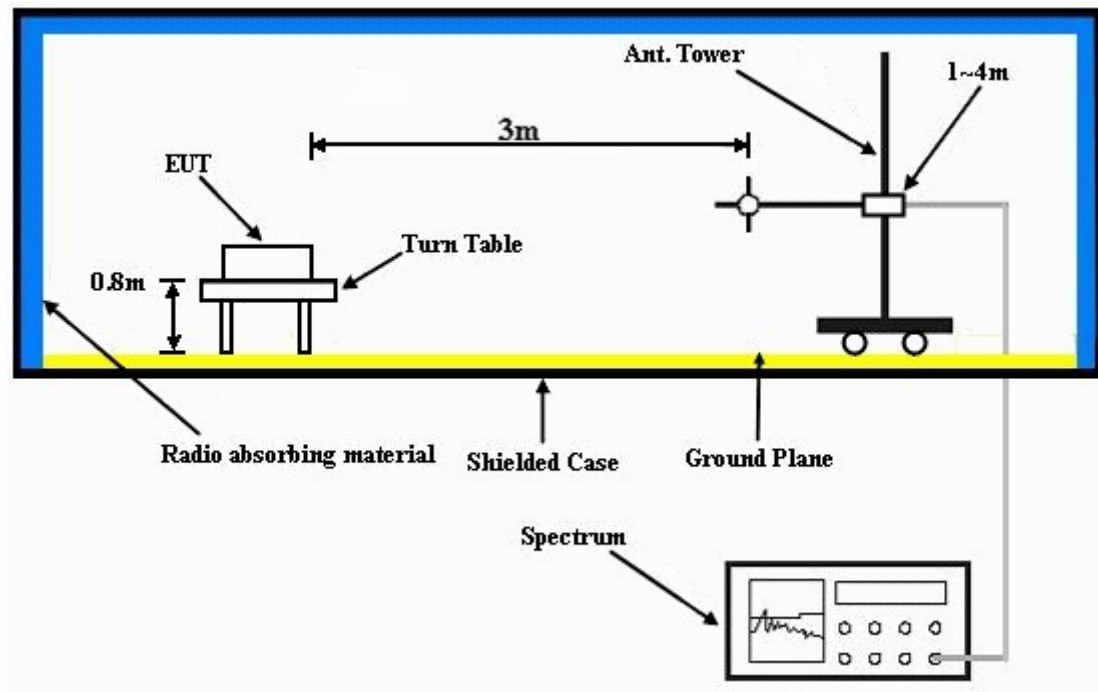 Ant. Tower
1~4m
3m
EUT
Turn Table
0.8m
Radio absorbing material
Shielded Case
Ground Plane
Spectrum